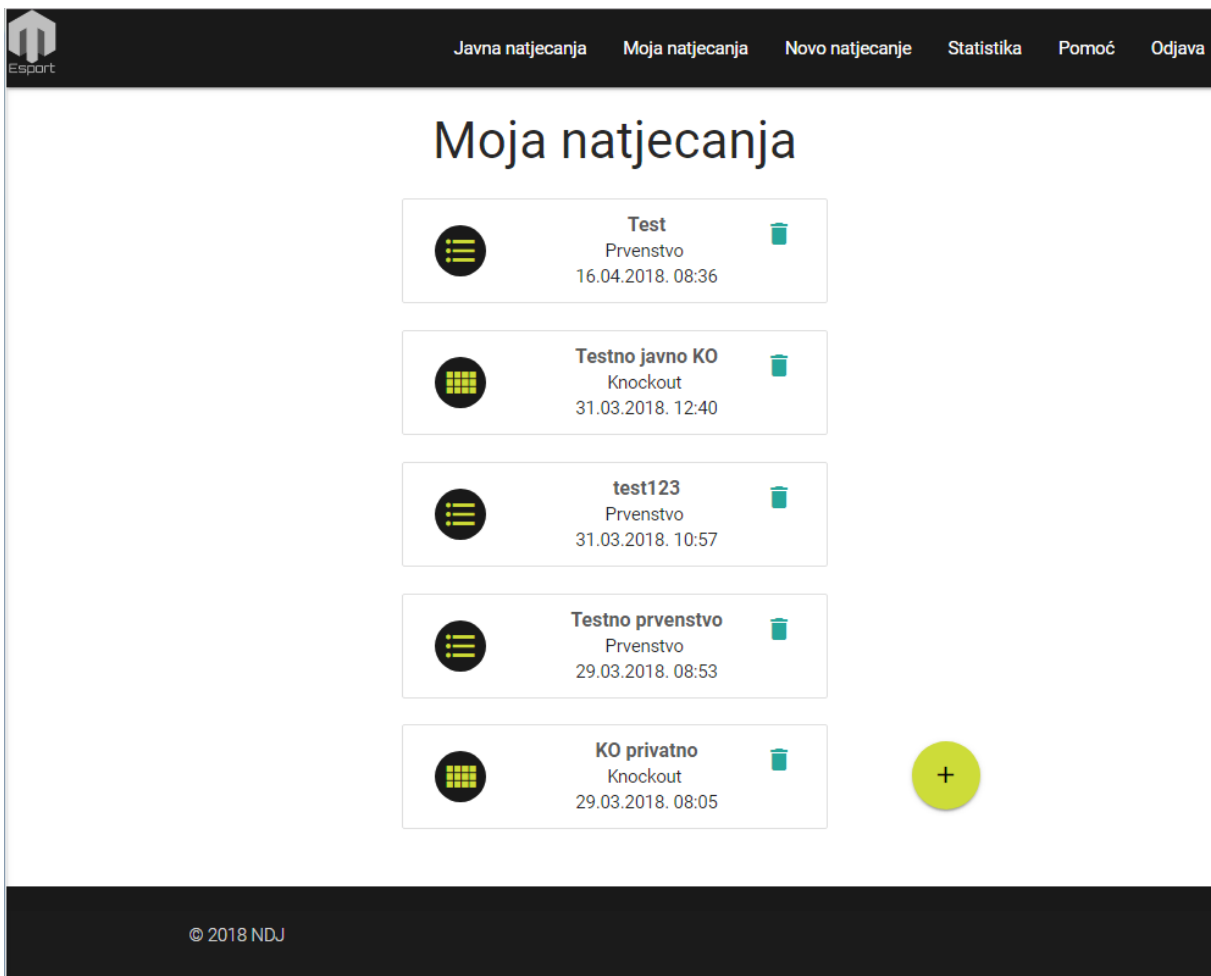 Esport
Javna natjecanja Moja natjecanja Novo natjecanje Statistika Pomoć Odjava
Moja natjecanja
Test
Prvenstvo
16.04.2018. 08:36
Testno javno KO
Knockout
31.03.2018. 12:40
test123
Prvenstvo
31.03.2018. 10:57
Testno prvenstvo
Prvenstvo
29.03.2018. 08:53
KO privatno
Knockout
29.03.2018. 08:05
+
© 2018 NDJ